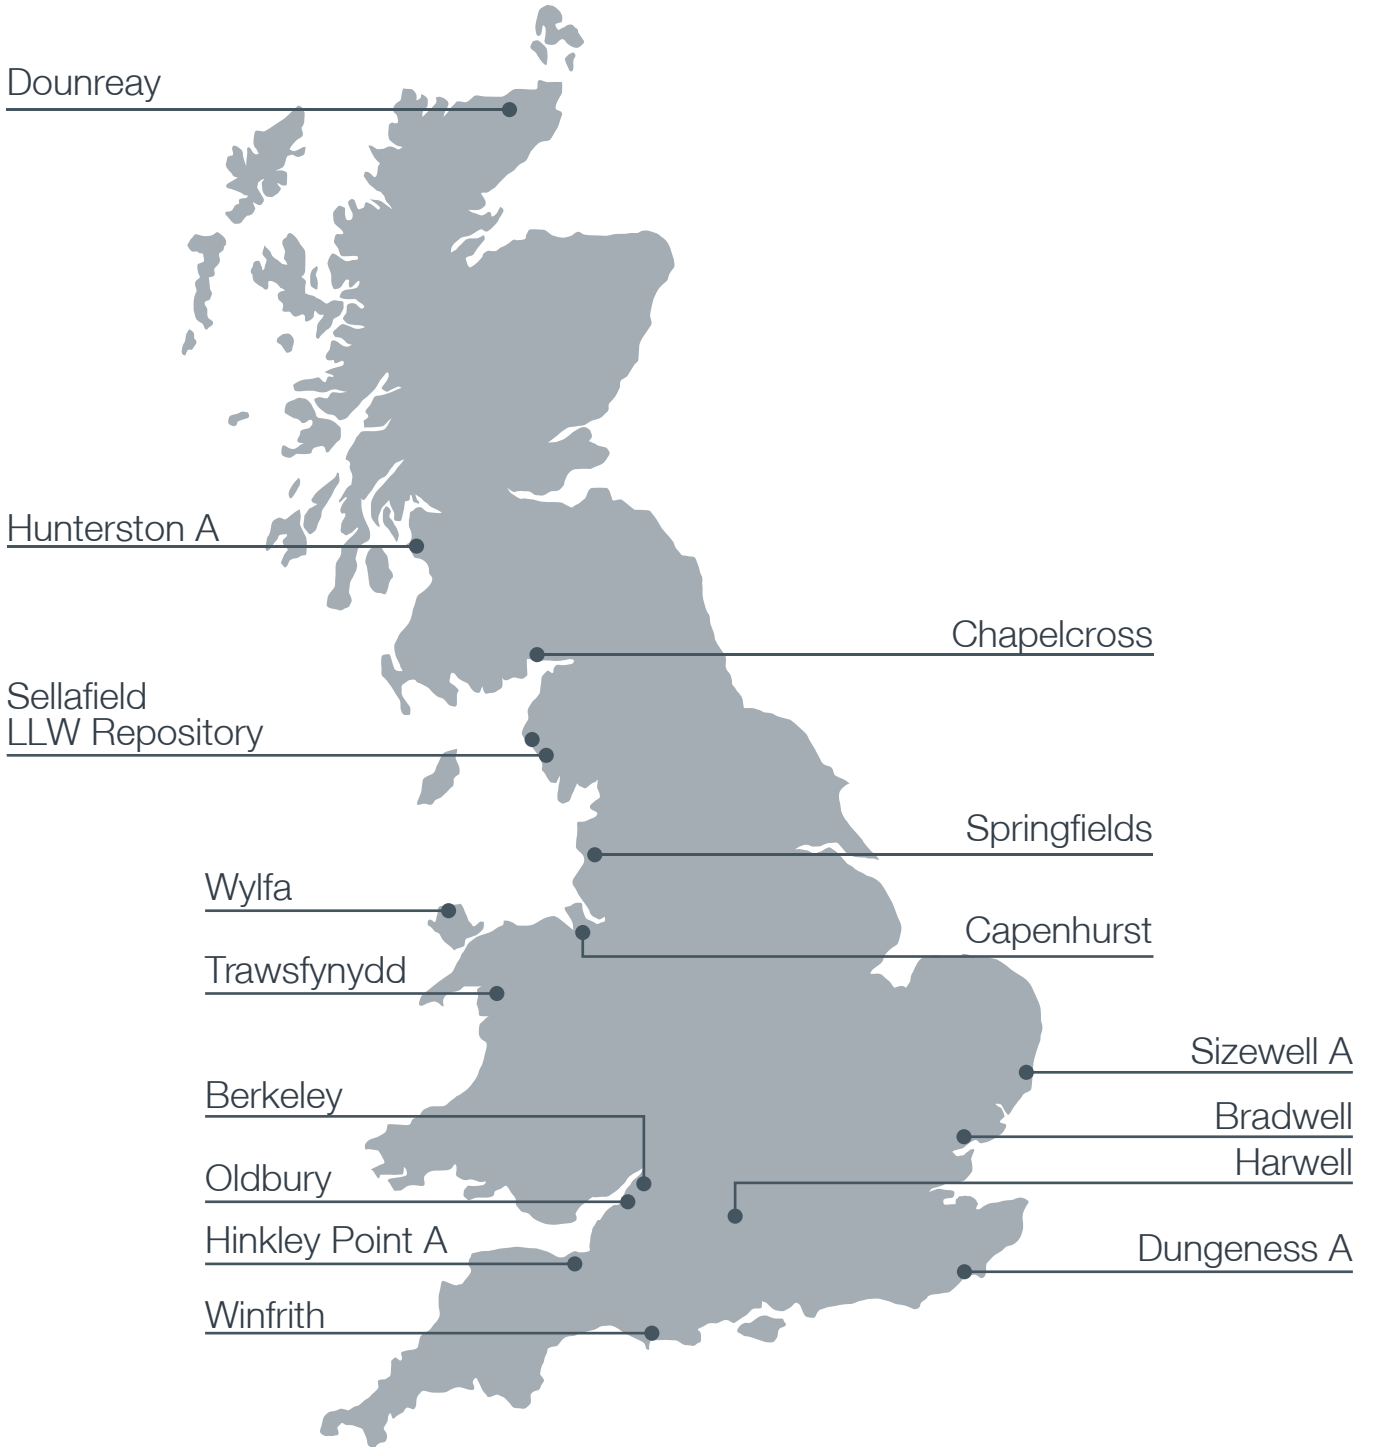 Dounreay
Hunterston A
Chapelcross
Sellafield
LLW Repository
Springfields
Wylfa
Capenhurst
Trawsfynydd
Sizewell A
Berkeley
Bradwell
Harwell
Oldbury
Hinkley Point A
Dungeness A
Winfrith